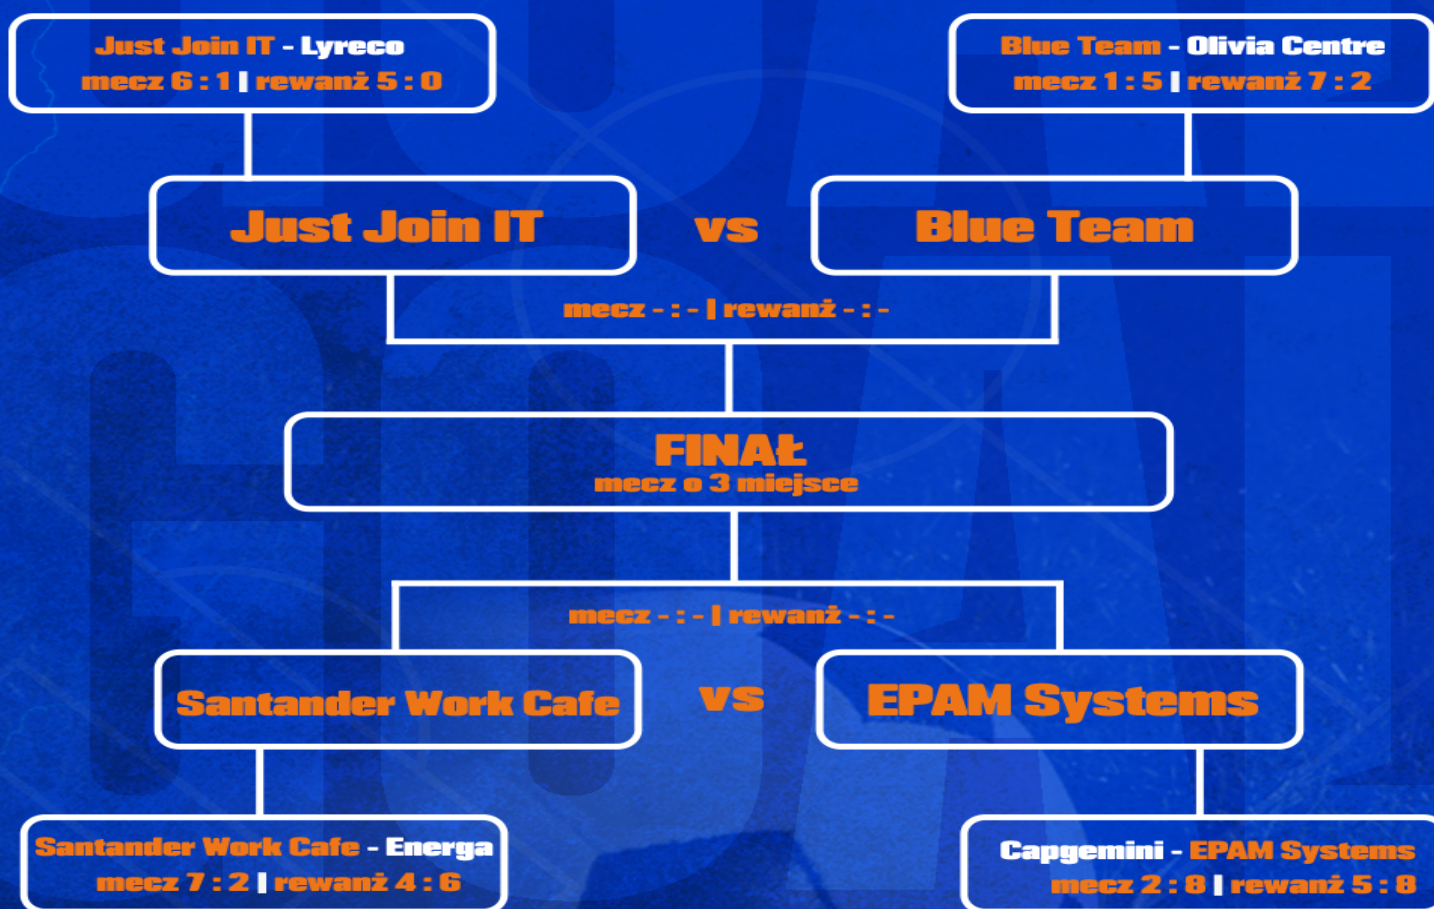 Just Join IT - Lyreco
mecz 6 : 1 | rewanż 5 : 0
Blue Team - Olivia Centre
mecz 1 : 5 | rewanż 7 : 2
Just Join IT
vs
Blue Team
mecz - : - | rewanż - : -
FINAŁ
mecz o 3 miejsce
mecz - : - | rewanż - : -
Santander Work Cafe
vs
EPAM Systems
Santander Work Cafe - Energa
mecz 7 : 2 | rewanż 4 : 6
Capgemini - EPAM Systems
mecz 2 : 8 | rewanż 5 : 8